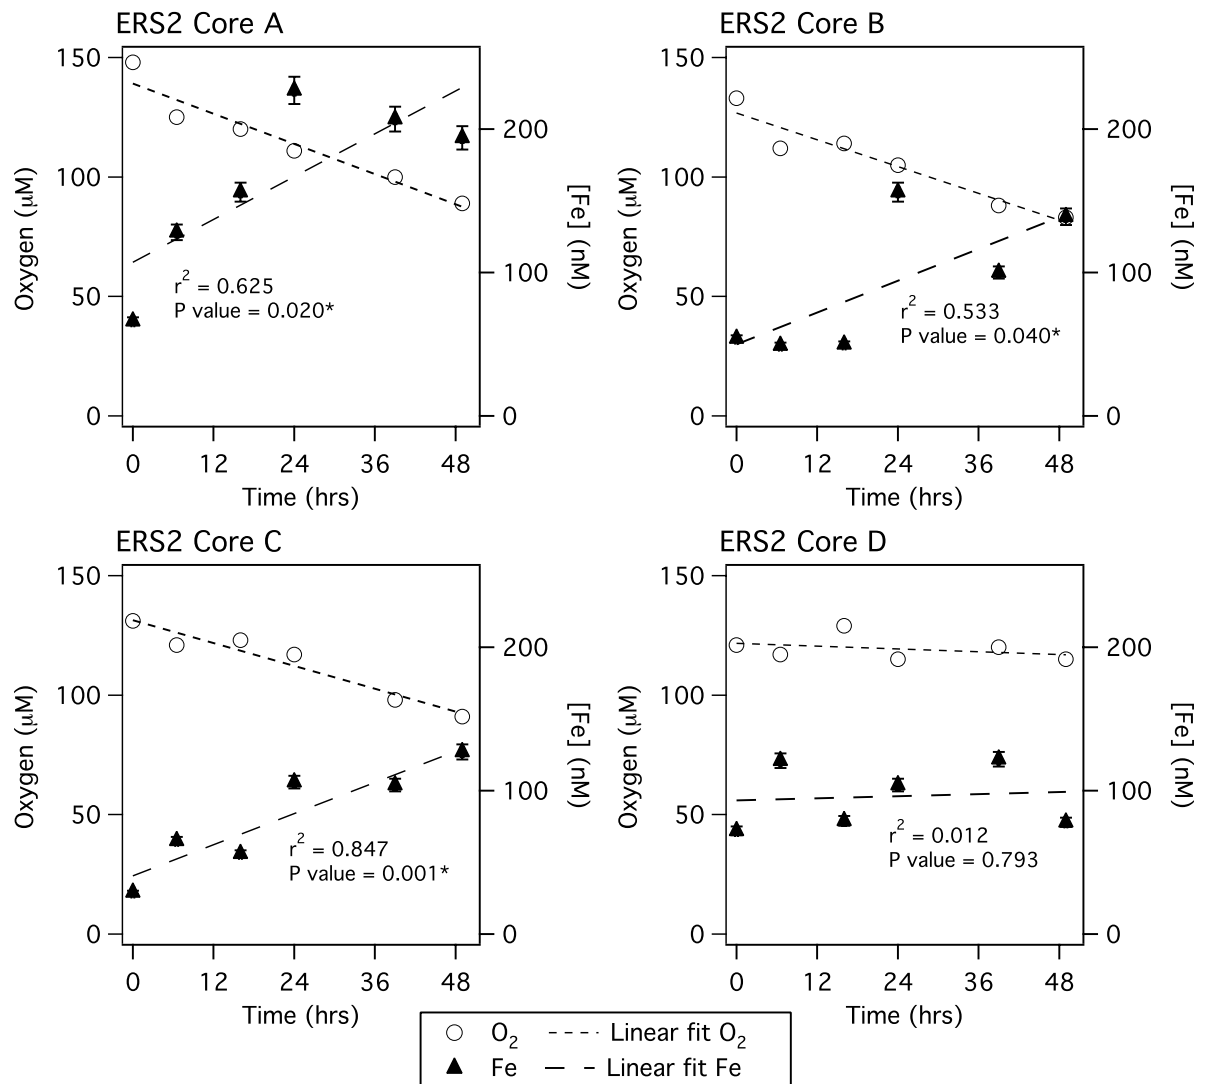 ERS2 Core A
150
100
50
0
Oxygen (μM)
200
100
0
[Fe] (nM)
r² = 0.625
P value = 0.020*
0 12 24 36 48
Time (hrs)
ERS2 Core B
150
100
50
0
Oxygen (μM)
200
100
0
[Fe] (nM)
r² = 0.533
P value = 0.040*
0 12 24 36 48
Time (hrs)
ERS2 Core C
150
100
50
0
Oxygen (μM)
200
100
0
[Fe] (nM)
r² = 0.847
P value = 0.001*
0 12 24 36 48
Time (hrs)
ERS2 Core D
150
100
50
0
Oxygen (μM)
200
100
0
[Fe] (nM)
r² = 0.012
P value = 0.793
0 12 24 36 48
Time (hrs)
O₂ Linear fit O₂
Fe Linear fit Fe